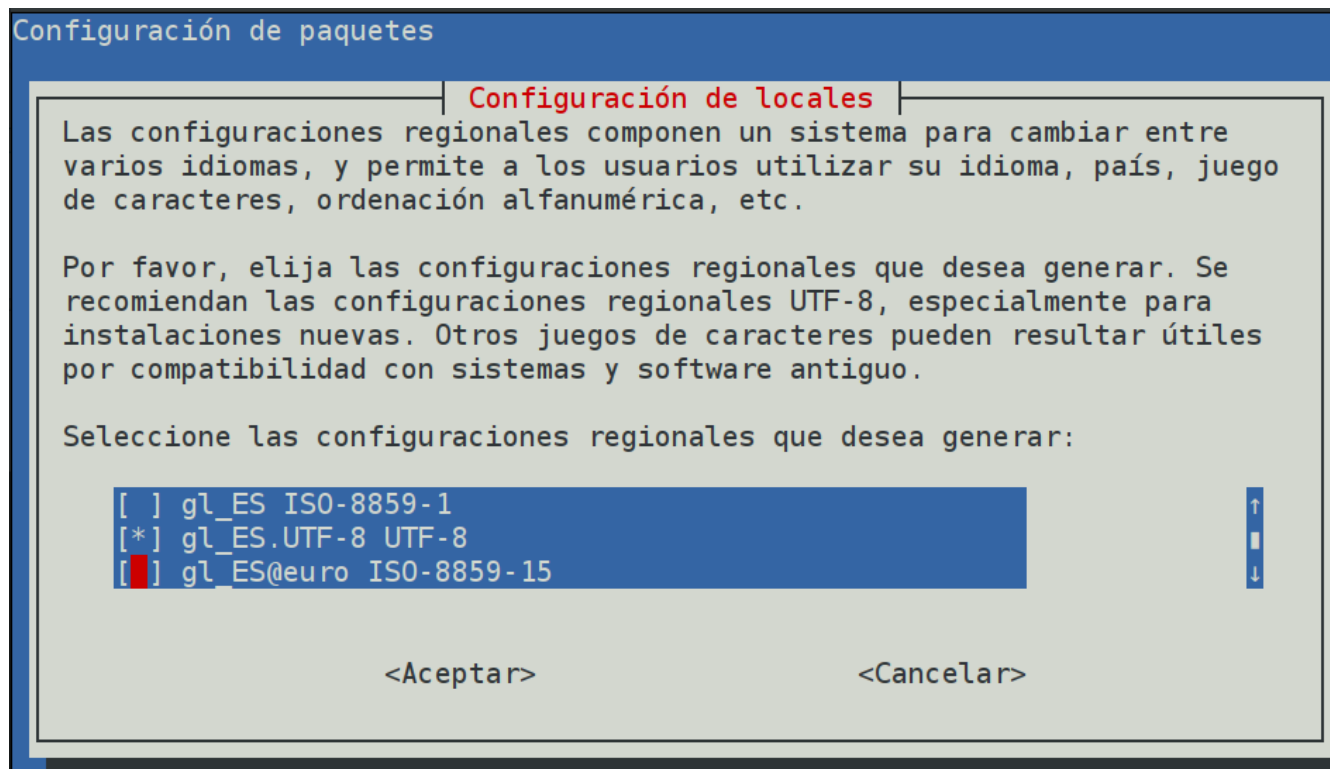 Configuración de paquetes
Configuración de locales
Las configuraciones regionales componen un sistema para cambiar entre
varios idiomas, y permite a los usuarios utilizar su idioma, país, juego
de caracteres, ordenación alfanumérica, etc.
Por favor, elija las configuraciones regionales que desea generar. Se
recomiendan las configuraciones regionales UTF-8, especialmente para
instalaciones nuevas. Otros juegos de caracteres pueden resultar útiles
por compatibilidad con sistemas y software antiguo.
Seleccione las configuraciones regionales que desea generar:
[ ] gl_ES ISO-8859-1
[*] gl_ES.UTF-8 UTF-8
[ ] gl_ES@euro ISO-8859-15
<Aceptar> <Cancelar>